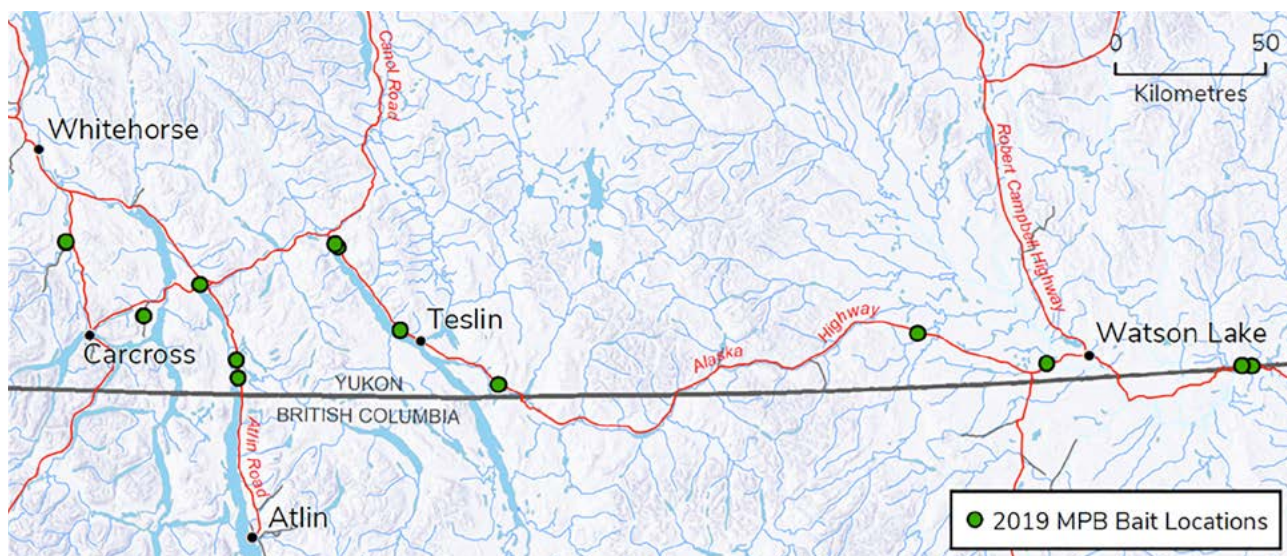 0 50
Kilometres
Canol Road
Whitehorse
Robert Campbell Highway
Teslin
Highway
Alaska
Watson Lake
Carcross
YUKON
BRITISH COLUMBIA
Atlin Road
Atlin
2019 MPB Bait Locations